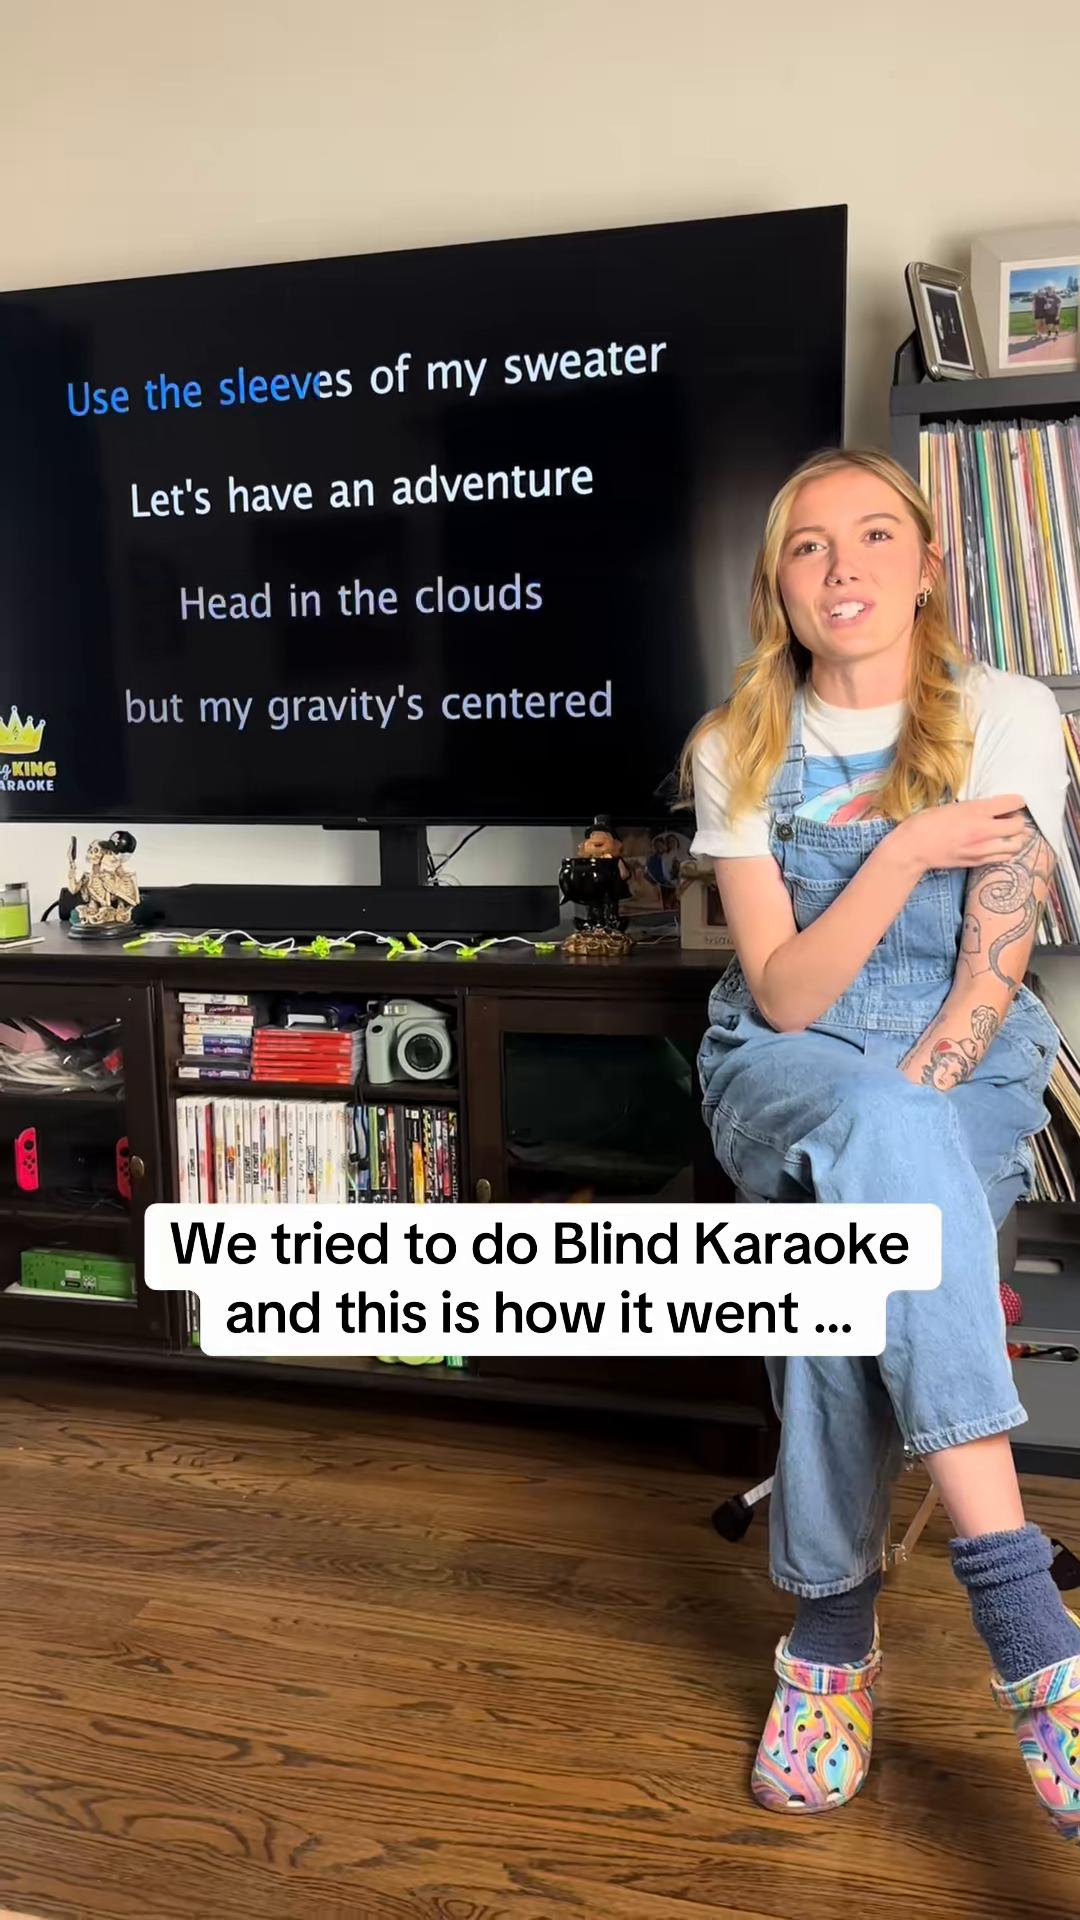 Use the sleeves of my sweater
Let's have an adventure
Head in the clouds
but my gravity's centered
KING
ARAOKE
We tried to do Blind Karaoke
and this is how it went ...